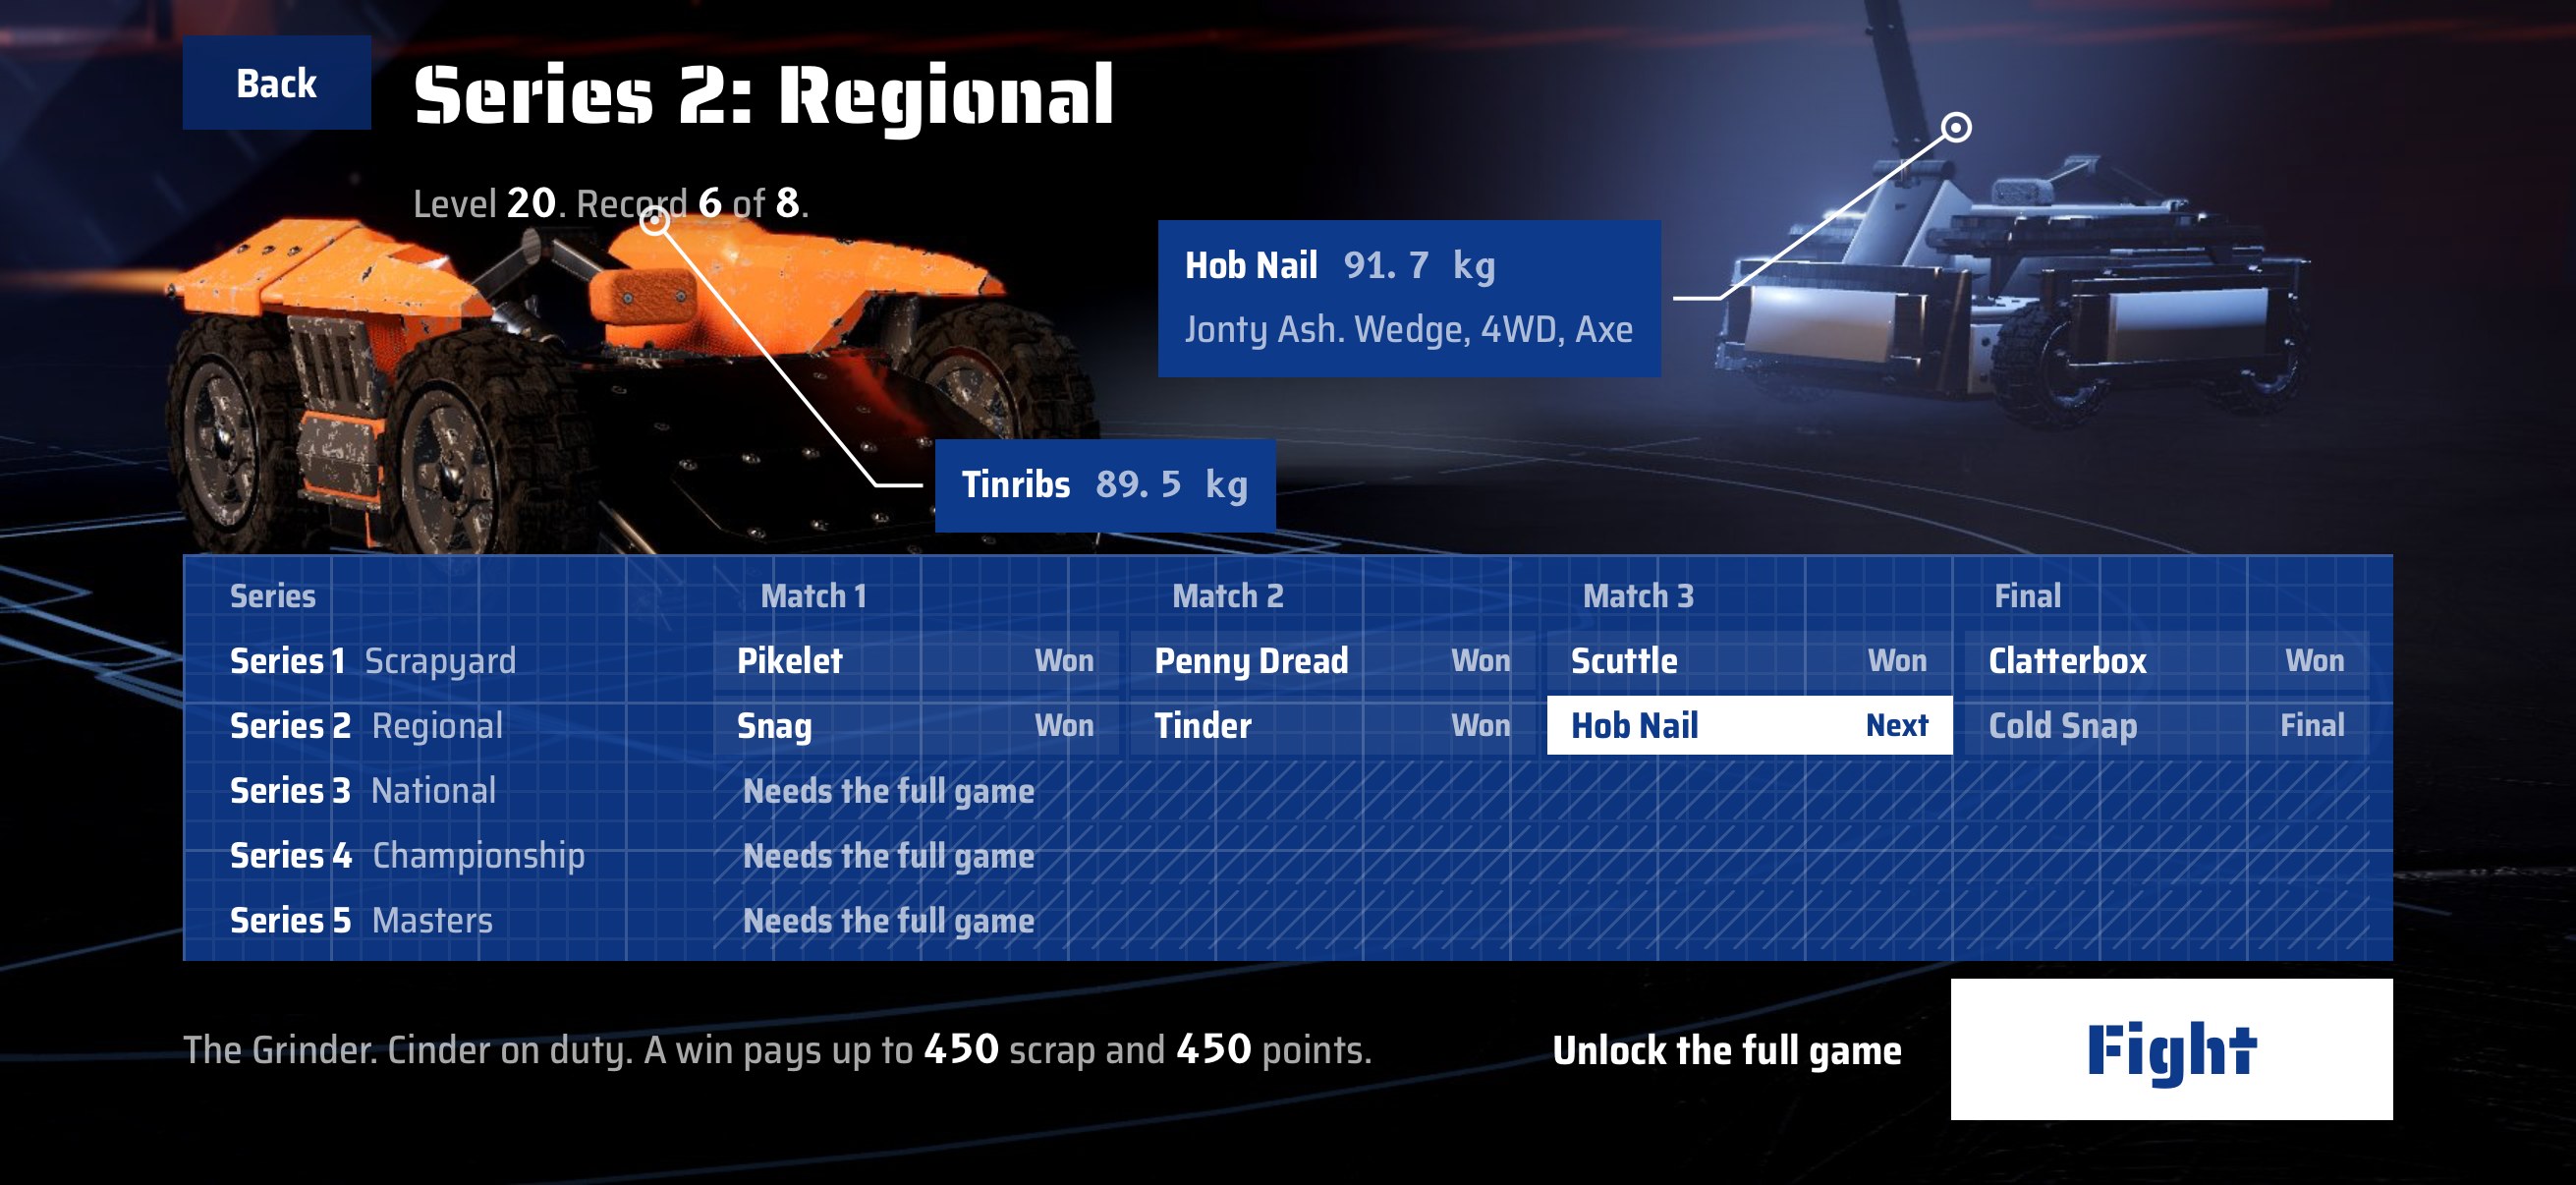 Back
Series 2: Regional
Level 20. Record 6 of 8.
Hob Nail 91.7 kg
Jonty Ash. Wedge, 4WD, Axe
Tinribs 89.5 kg
Series Match 1 Match 2 Match 3 Final
Series 1 Scrapyard Pikelet Won Penny Dread Won Scuttle Won Clatterbox Won
Series 2 Regional Snag Won Tinder Won Hob Nail Next Cold Snap Final
Series 3 National Needs the full game
Series 4 Championship Needs the full game
Series 5 Masters Needs the full game
The Grinder. Cinder on duty. A win pays up to 450 scrap and 450 points.
Unlock the full game
Fight